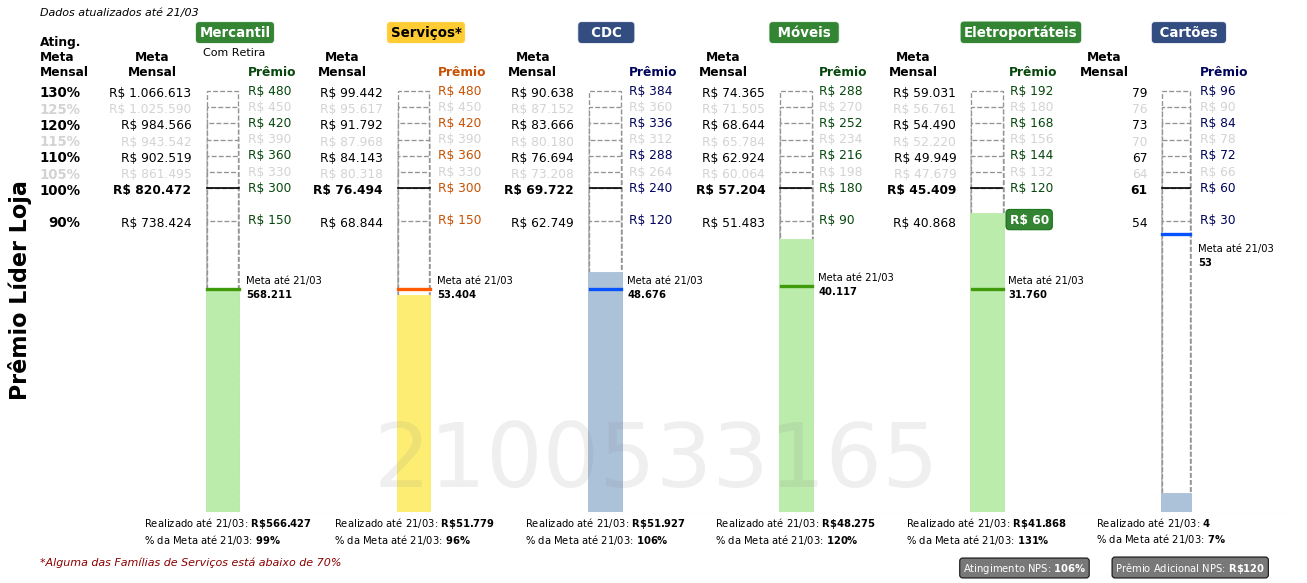 Dados atualizados até 21/03
Mercantil Serviços* CDC Móveis Eletroportáteis Cartões
Com Retira
Ating. Meta Mensal
Meta Mensal Prêmio Meta Mensal Prêmio Meta Mensal Prêmio Meta Mensal Prêmio Meta Mensal Prêmio Meta Mensal Prêmio
130% R$ 1.066.613 R$ 480 R$ 99.442 R$ 480 R$ 90.638 R$ 384 R$ 74.365 R$ 288 R$ 59.031 R$ 192 79 R$ 96
125% R$ 1.025.590 R$ 450 R$ 95.617 R$ 450 R$ 87.152 R$ 360 R$ 71.505 R$ 270 R$ 56.761 R$ 180 76 R$ 90
120% R$ 984.566 R$ 420 R$ 91.792 R$ 420 R$ 83.666 R$ 336 R$ 68.644 R$ 252 R$ 54.490 R$ 168 73 R$ 84
115% R$ 943.542 R$ 390 R$ 87.968 R$ 390 R$ 80.180 R$ 312 R$ 65.784 R$ 234 R$ 52.220 R$ 156 70 R$ 78
110% R$ 902.519 R$ 360 R$ 84.143 R$ 360 R$ 76.694 R$ 288 R$ 62.924 R$ 216 R$ 49.949 R$ 144 67 R$ 72
105% R$ 861.495 R$ 330 R$ 80.318 R$ 330 R$ 73.208 R$ 264 R$ 60.064 R$ 198 R$ 47.679 R$ 132 64 R$ 66
100% R$ 820.472 R$ 300 R$ 76.494 R$ 300 R$ 69.722 R$ 240 R$ 57.204 R$ 180 R$ 45.409 R$ 120 61 R$ 60
90% R$ 738.424 R$ 150 R$ 68.844 R$ 150 R$ 62.749 R$ 120 R$ 51.483 R$ 90 R$ 40.868 R$ 60 54 R$ 30
Meta até 21/03 568.211
Meta até 21/03 53.404
Meta até 21/03 48.676
Meta até 21/03 40.117
Meta até 21/03 31.760
Meta até 21/03 53
Prêmio Líder Loja
2100533165
Realizado até 21/03: R$566.427 Realizado até 21/03: R$51.779 Realizado até 21/03: R$51.927 Realizado até 21/03: R$48.275 Realizado até 21/03: R$41.868 Realizado até 21/03: 4
% da Meta até 21/03: 99% % da Meta até 21/03: 96% % da Meta até 21/03: 106% % da Meta até 21/03: 120% % da Meta até 21/03: 131% % da Meta até 21/03: 7%
*Alguma das Famílias de Serviços está abaixo de 70%
Atingimento NPS: 106% Prêmio Adicional NPS: R$120